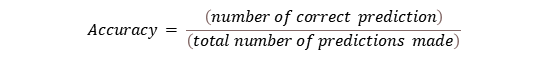 Accuracy = (number of correct prediction)
(total number of predictions made)